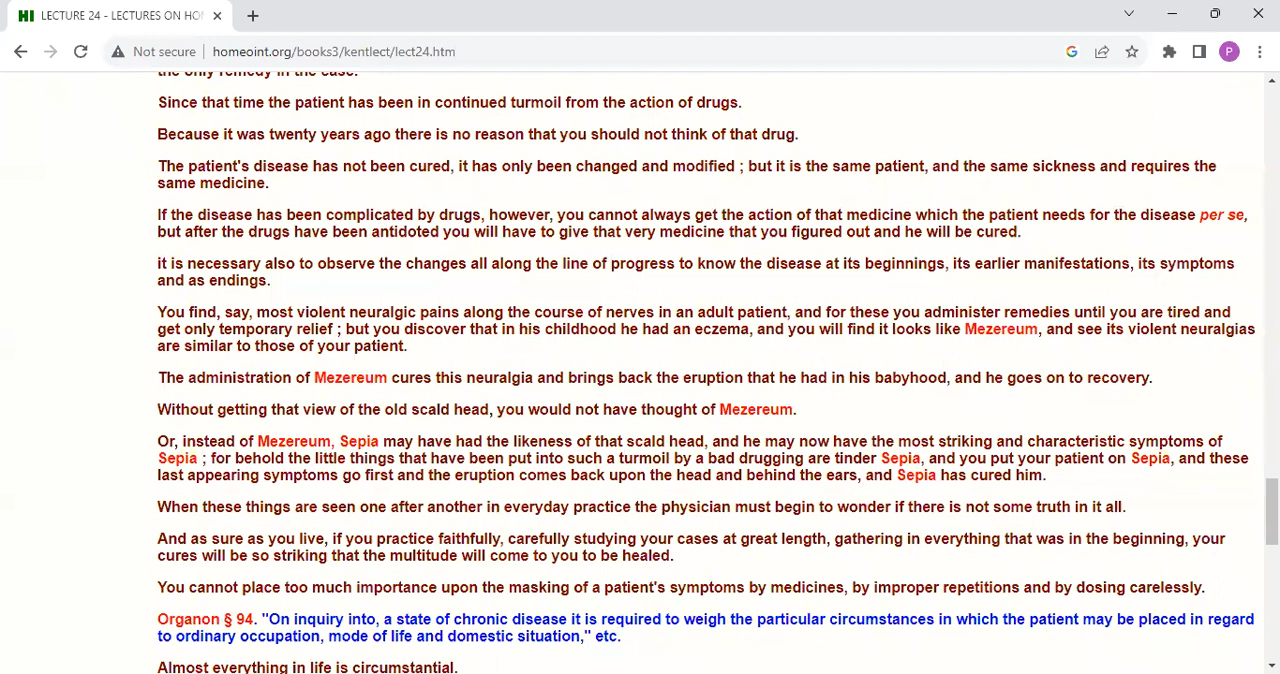 HI LECTURE 24 - LECTURES ON HO
Not secure homeoint.org/books3/kentlect/lect24.htm P
the only remedy in the case.
Since that time the patient has been in continued turmoil from the action of drugs.
Because it was twenty years ago there is no reason that you should not think of that drug.
The patient's disease has not been cured, it has only been changed and modified ; but it is the same patient, and the same sickness and requires the
same medicine.
If the disease has been complicated by drugs, however, you cannot always get the action of that medicine which the patient needs for the disease per se,
but after the drugs have been antidoted you will have to give that very medicine that you figured out and he will be cured.
it is necessary also to observe the changes all along the line of progress to know the disease at its beginnings, its earlier manifestations, its symptoms
and as endings.
You find, say, most violent neuralgic pains along the course of nerves in an adult patient, and for these you administer remedies until you are tired and
get only temporary relief ; but you discover that in his childhood he had an eczema, and you will find it looks like Mezereum, and see its violent neuralgias
are similar to those of your patient.
The administration of Mezereum cures this neuralgia and brings back the eruption that he had in his babyhood, and he goes on to recovery.
Without getting that view of the old scald head, you would not have thought of Mezereum.
Or, instead of Mezereum, Sepia may have had the likeness of that scald head, and he may now have the most striking and characteristic symptoms of
Sepia ; for behold the little things that have been put into such a turmoil by a bad drugging are tinder Sepia, and you put your patient on Sepia, and these
last appearing symptoms go first and the eruption comes back upon the head and behind the ears, and Sepia has cured him.
When these things are seen one after another in everyday practice the physician must begin to wonder if there is not some truth in it all.
And as sure as you live, if you practice faithfully, carefully studying your cases at great length, gathering in everything that was in the beginning, your
cures will be so striking that the multitude will come to you to be healed.
You cannot place too much importance upon the masking of a patient's symptoms by medicines, by improper repetitions and by dosing carelessly.
Organon § 94. "On inquiry into, a state of chronic disease it is required to weigh the particular circumstances in which the patient may be placed in regard
to ordinary occupation, mode of life and domestic situation," etc.
Almost everything in life is circumstantial.